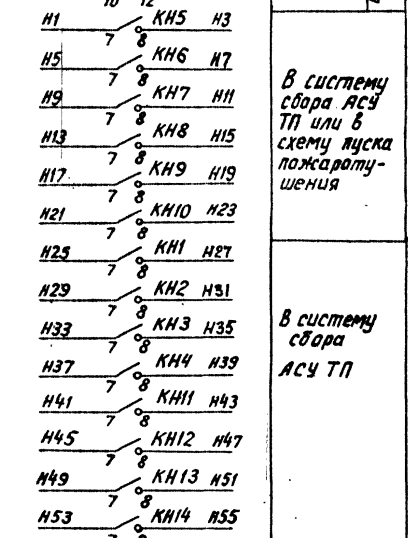 10 12
Н1 КН5 Н3
7 8
Н5 КН6 Н7
7 8
Н9 КН7 Н11
7 8
Н13 КН8 Н15
7 8
Н17 КН9 Н19
7 8
Н21 КН10 Н23
7 8
Н25 КН1 Н27
7 8
Н29 КН2 Н31
7 8
Н33 КН3 Н35
7 8
Н37 КН4 Н39
7 8
Н41 КН11 Н43
7 8
Н45 КН12 Н47
7 8
Н49 КН13 Н51
7 8
Н53 КН14 Н55
7 8
В систему
сбора АСУ
ТП или в
схему пуска
пожароту-
шения
В систему
сбора
АСУ ТП